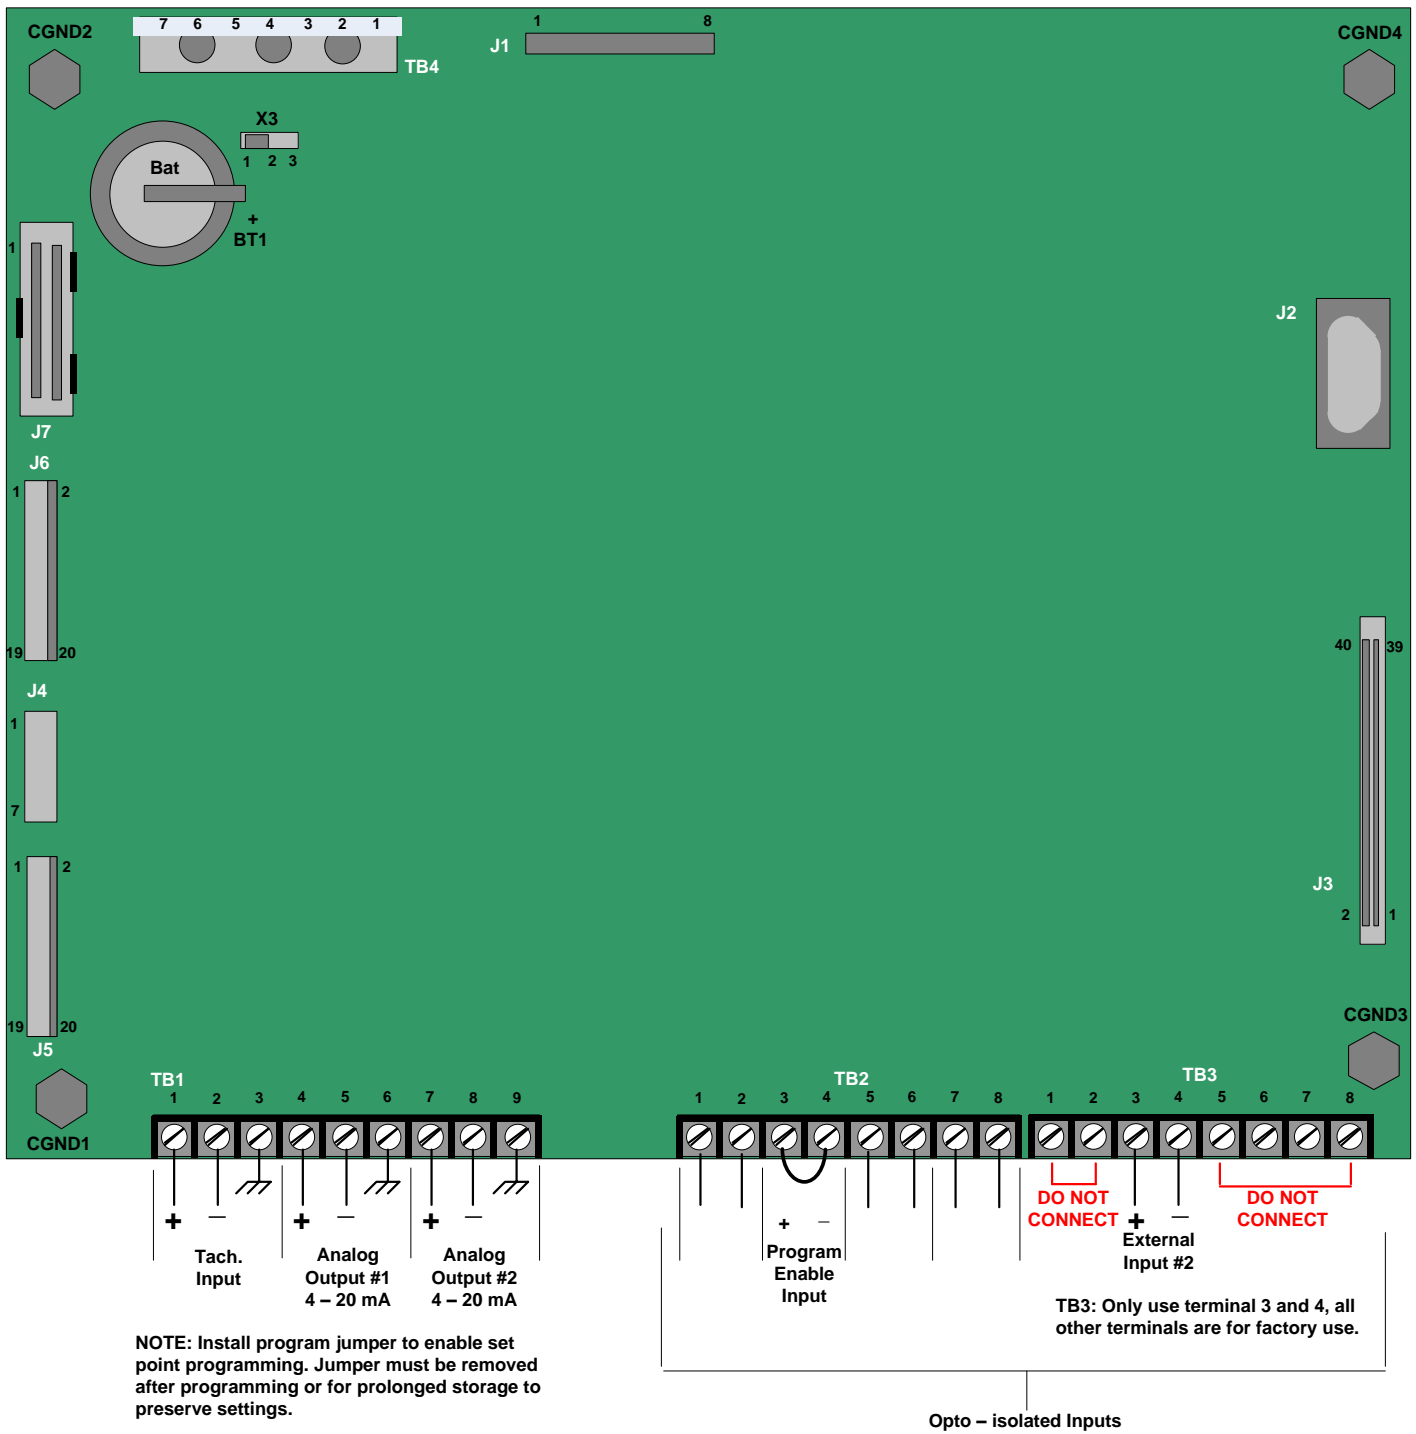 CGND2
7 6 5 4 3 2 1
TB4
J1
1 8
CGND4
X3
1 2 3
Bat
+
BT1
1
J7
J2
J6
1 2
19 20
J4
1
7
40 39
J3
2 1
1 2
19 20
J5
CGND3
CGND1
TB1
1 2 3 4 5 6 7 8 9
TB2
1 2 3 4 5 6 7 8
TB3
1 2 3 4 5 6 7 8
+ – + – + –
Tach.
Input
Analog
Output #1
4 – 20 mA
Analog
Output #2
4 – 20 mA
+ –
Program
Enable
Input
DO NOT
CONNECT
+ –
External
Input #2
DO NOT
CONNECT
TB3: Only use terminal 3 and 4, all
other terminals are for factory use.
NOTE: Install program jumper to enable set
point programming. Jumper must be removed
after programming or for prolonged storage to
preserve settings.
Opto – isolated Inputs